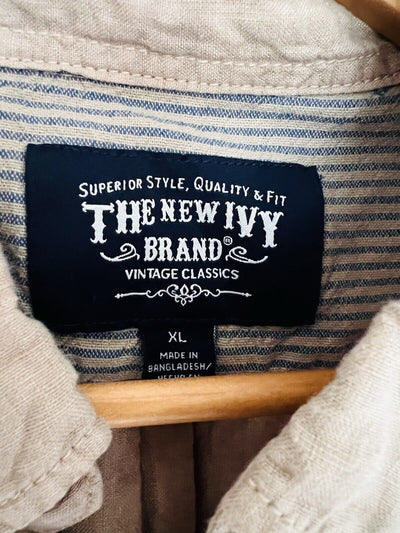 SUPERIOR STYLE, QUALITY & FIT
THE NEW IVY
BRAND®
VINTAGE CLASSICS
XL
MADE IN
BANGLADESH/